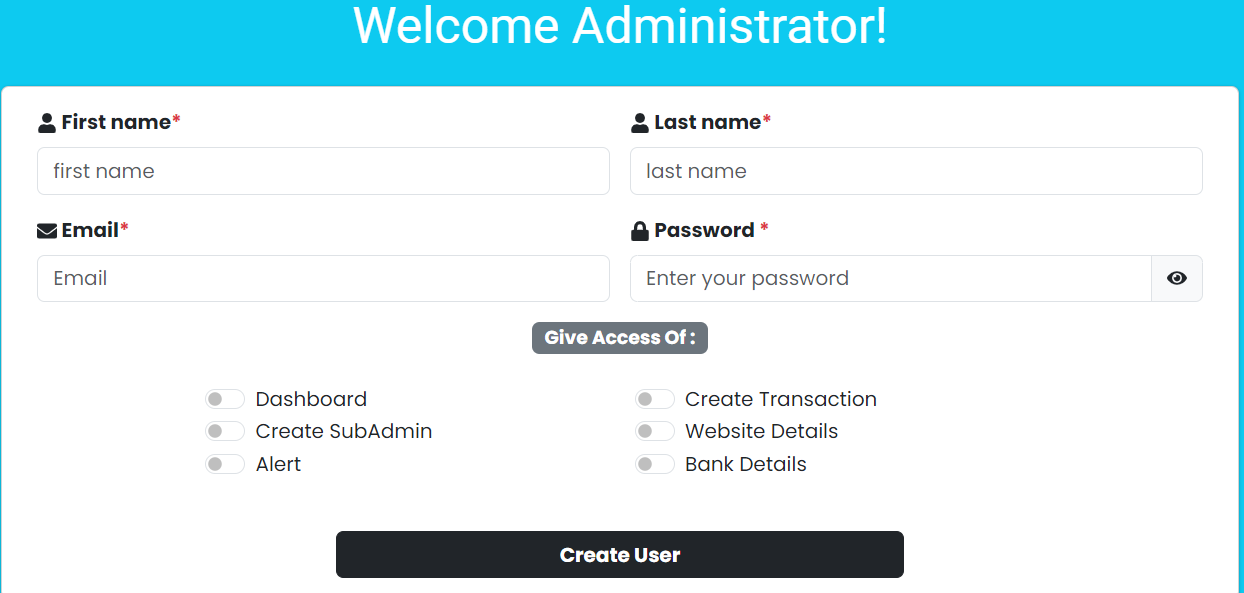 Welcome Administrator!
First name*
Last name*
first name
last name
Email*
Password *
Email
Enter your password
Give Access Of :
Dashboard
Create Transaction
Create SubAdmin
Website Details
Alert
Bank Details
Create User